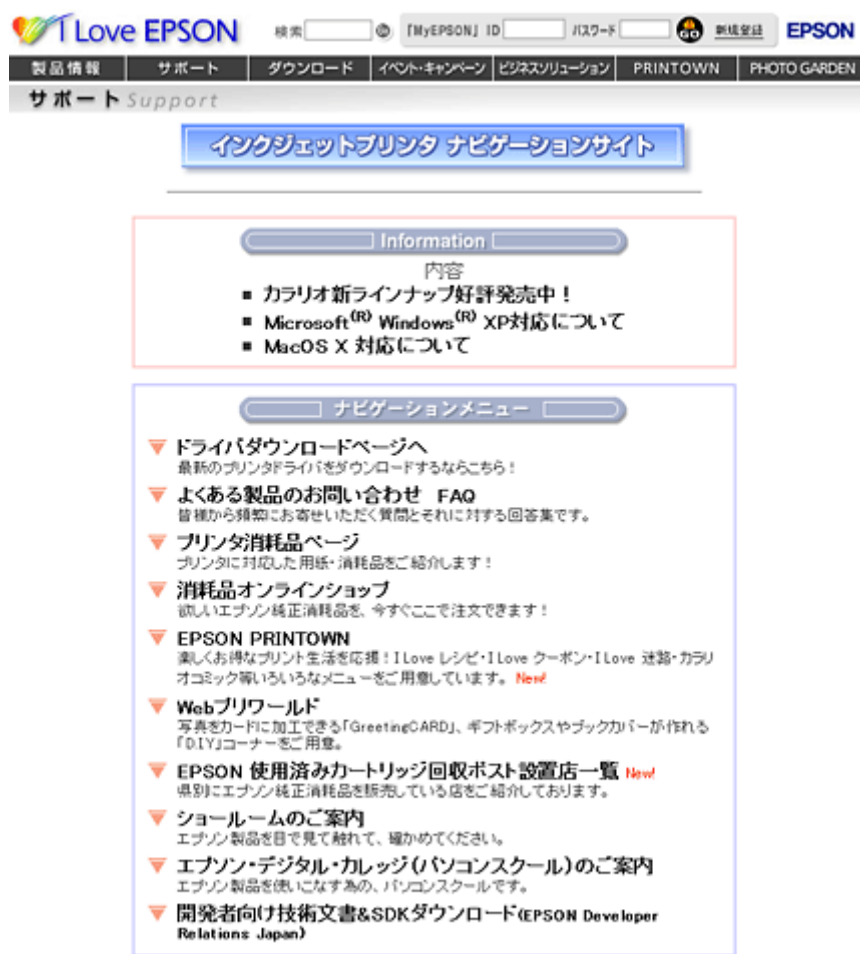 I Love EPSON 検索 「MyEPSON」 ID パスワード GO 新規登録 EPSON
製品情報 サポート ダウンロード イベント・キャンペーン ビジネスソリューション PRINTOWN PHOTO GARDEN
サポート Support
インクジェットプリンタ ナビゲーションサイト
Information
内容
■ カラリオ新ラインナップ好評発売中！
■ Microsoft(R) Windows(R) XP対応について
■ MacOS X 対応について
ナビゲーションメニュー
ドライバダウンロードページへ
最新のプリンタドライバをダウンロードするならこちら！
よくある製品のお問い合わせ FAQ
皆様から頻繁にお寄せいただく質問とそれに対する回答集です。
プリンタ消耗品ページ
プリンタに対応した用紙・消耗品をご紹介します！
消耗品オンラインショップ
欲しいエプソン純正消耗品を、今すぐここで注文できます！
EPSON PRINTOWN
楽しくお得なプリント生活を応援！I Love レシピ・I Love クーポン・I Love 迷路・カラリ
オコミック等いろいろなメニューをご用意しています。 New!
Webプリワールド
写真をカードに加工できる「GreetingCARD」、ギフトボックスやブックカバーが作れる
「D.I.Y」コーナーをご用意。
EPSON 使用済みカートリッジ回収ポスト設置店一覧 New!
県別にエプソン純正消耗品を販売している店をご紹介しております。
ショールームのご案内
エプソン製品を目で見て触れて、確かめてください。
エプソン・デジタル・カレッジ（パソコンスクール）のご案内
エプソン製品を使いこなす為の、パソコンスクールです。
開発者向け技術文書&SDKダウンロード(EPSON Developer
Relations Japan)